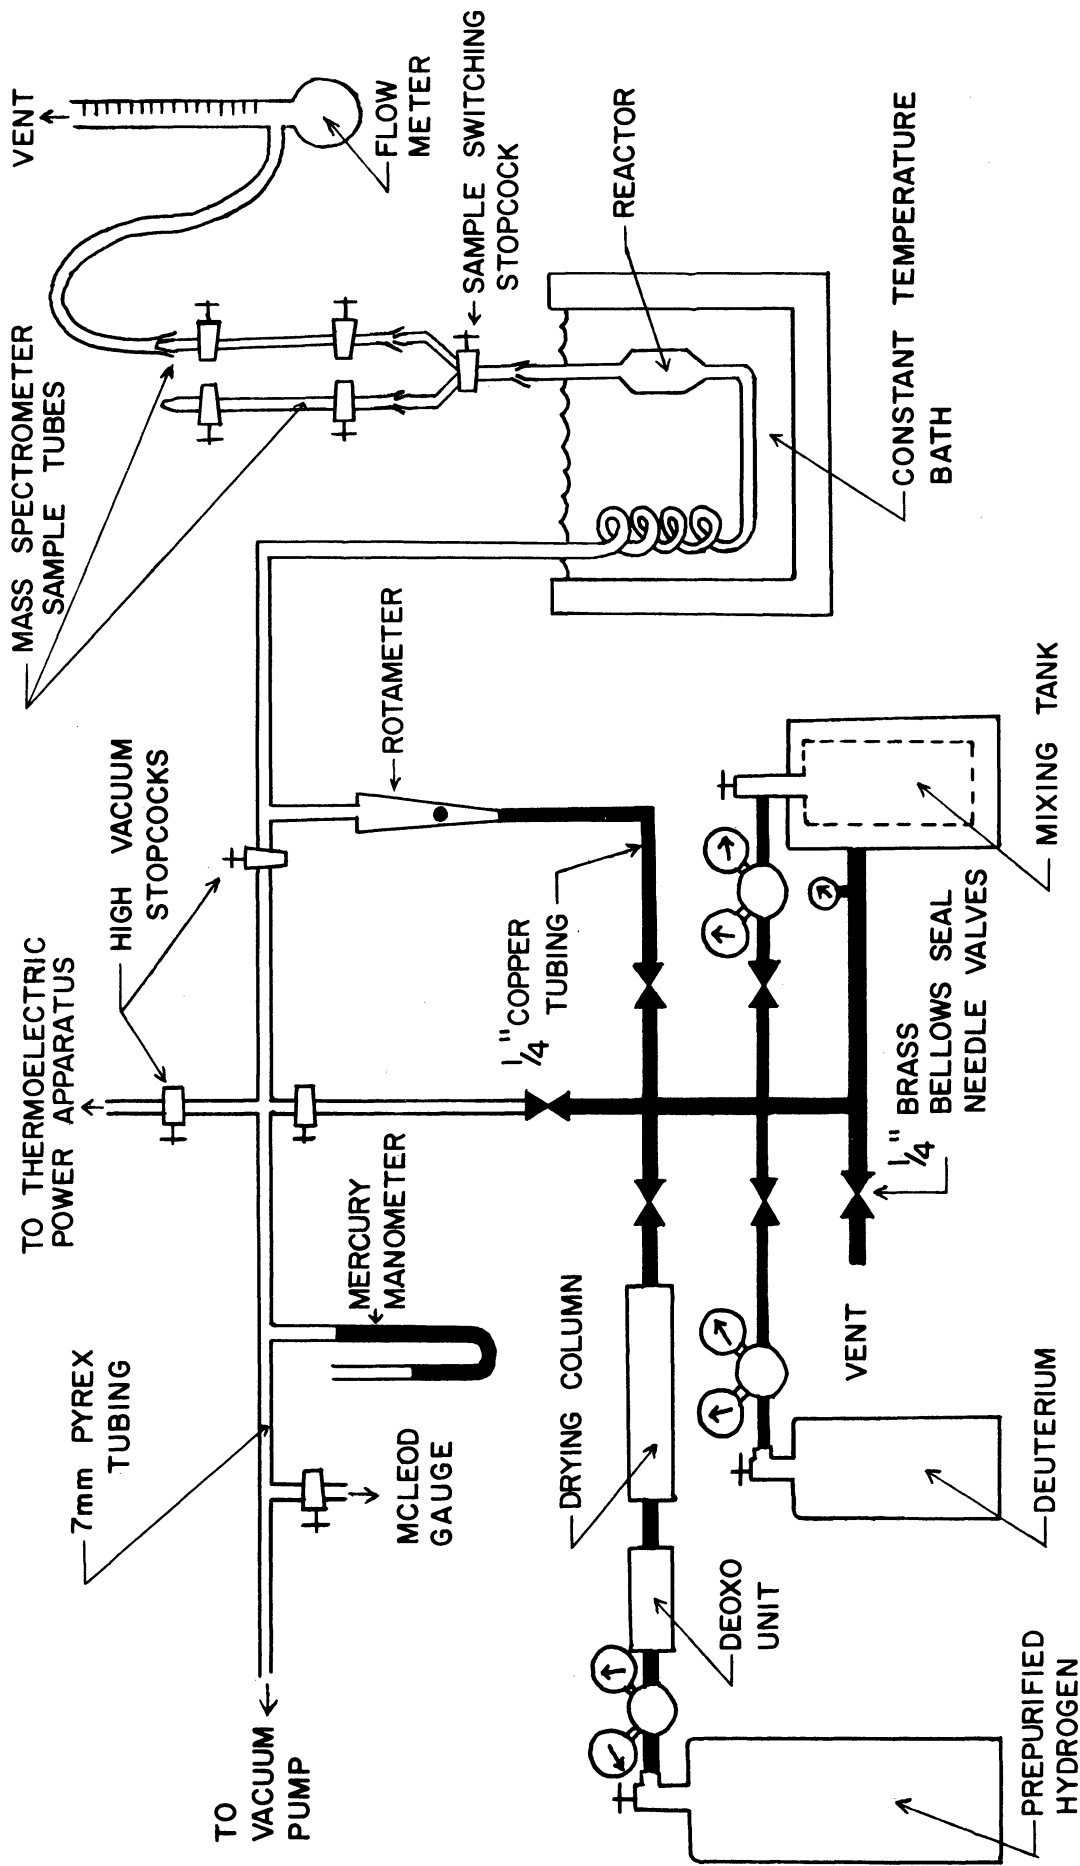 TO THERMOELECTRIC
POWER APPARATUS
HIGH VACUUM
STOPCOCKS
MASS SPECTROMETER
SAMPLE TUBES
VENT
7mm PYREX
TUBING
TO
VACUUM
PUMP
MCLEOD
GAUGE
MERCURY
MANOMETER
ROTAMETER
FLOW
METER
SAMPLE SWITCHING
STOPCOCK
1/4" COPPER
TUBING
REACTOR
DRYING COLUMN
DEOXO
UNIT
VENT
1/4" BRASS
BELLOWS SEAL
NEEDLE VALVES
CONSTANT TEMPERATURE
BATH
PREPURIFIED
HYDROGEN
DEUTERIUM
MIXING TANK